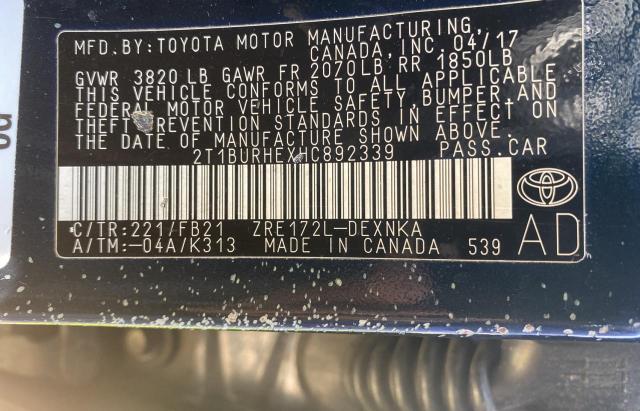 MFD. BY: TOYOTA MOTOR MANUFACTURING,
CANADA, INC. 04/17
GVWR 3820 LB GAWR FR 2070LB RR 1850LB
THIS VEHICLE CONFORMS TO ALL APPLICABLE
FEDERAL MOTOR VEHICLE SAFETY, BUMPER, AND
THEFT PREVENTION STANDARDS IN EFFECT ON
THE DATE OF MANUFACTURE SHOWN ABOVE.
2T1BURHEXHC892339 PASS.CAR
C/TR:221/FB21 ZRE172L-DEXNKA
A/TM:-04A/K313 MADE IN CANADA 539
AD